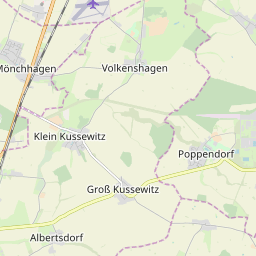 Mönchhagen
Volkenshagen
Klein Kussewitz
Poppendorf
Groß Kussewitz
Albertsdorf